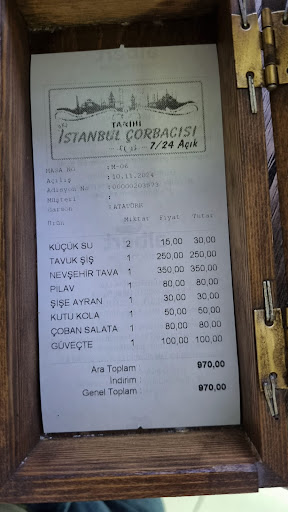 TARİHİ
İSTANBUL ÇORBACISI
7/24 Açık
MASA NO : M-06
Açılış : 10.11.2024
Adisyon No : 00000203873
Müşteri :
Garson : ATATÜRK
Ürün Miktar Fiyat Tutar
KÜÇÜK SU 2 15,00 30,00
TAVUK ŞİŞ 1 250,00 250,00
NEVŞEHİR TAVA 1 350,00 350,00
PİLAV 1 80,00 80,00
ŞİŞE AYRAN 1 30,00 30,00
KUTU KOLA 1 50,00 50,00
ÇOBAN SALATA 1 80,00 80,00
GÜVEÇTE 1 100,00 100,00
Ara Toplam : 970,00
İndirim :
Genel Toplam : 970,00